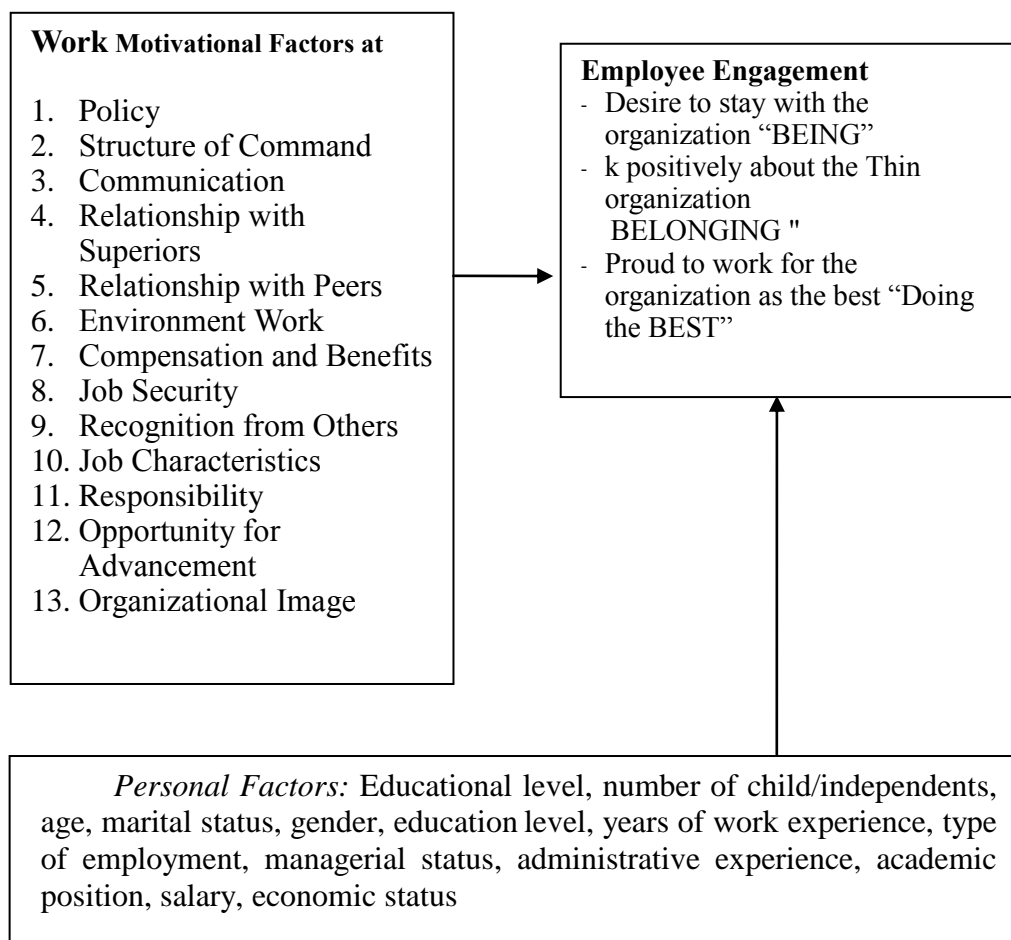 Work Motivational Factors at
1. Policy
2. Structure of Command
3. Communication
4. Relationship with
Superiors
5. Relationship with Peers
6. Environment Work
7. Compensation and Benefits
8. Job Security
9. Recognition from Others
10. Job Characteristics
11. Responsibility
12. Opportunity for
Advancement
13. Organizational Image
Employee Engagement
- Desire to stay with the
organization “BEING”
- k positively about the Thin
organization
BELONGING "
- Proud to work for the
organization as the best “Doing
the BEST”
Personal Factors: Educational level, number of child/independents,
age, marital status, gender, education level, years of work experience, type
of employment, managerial status, administrative experience, academic
position, salary, economic status